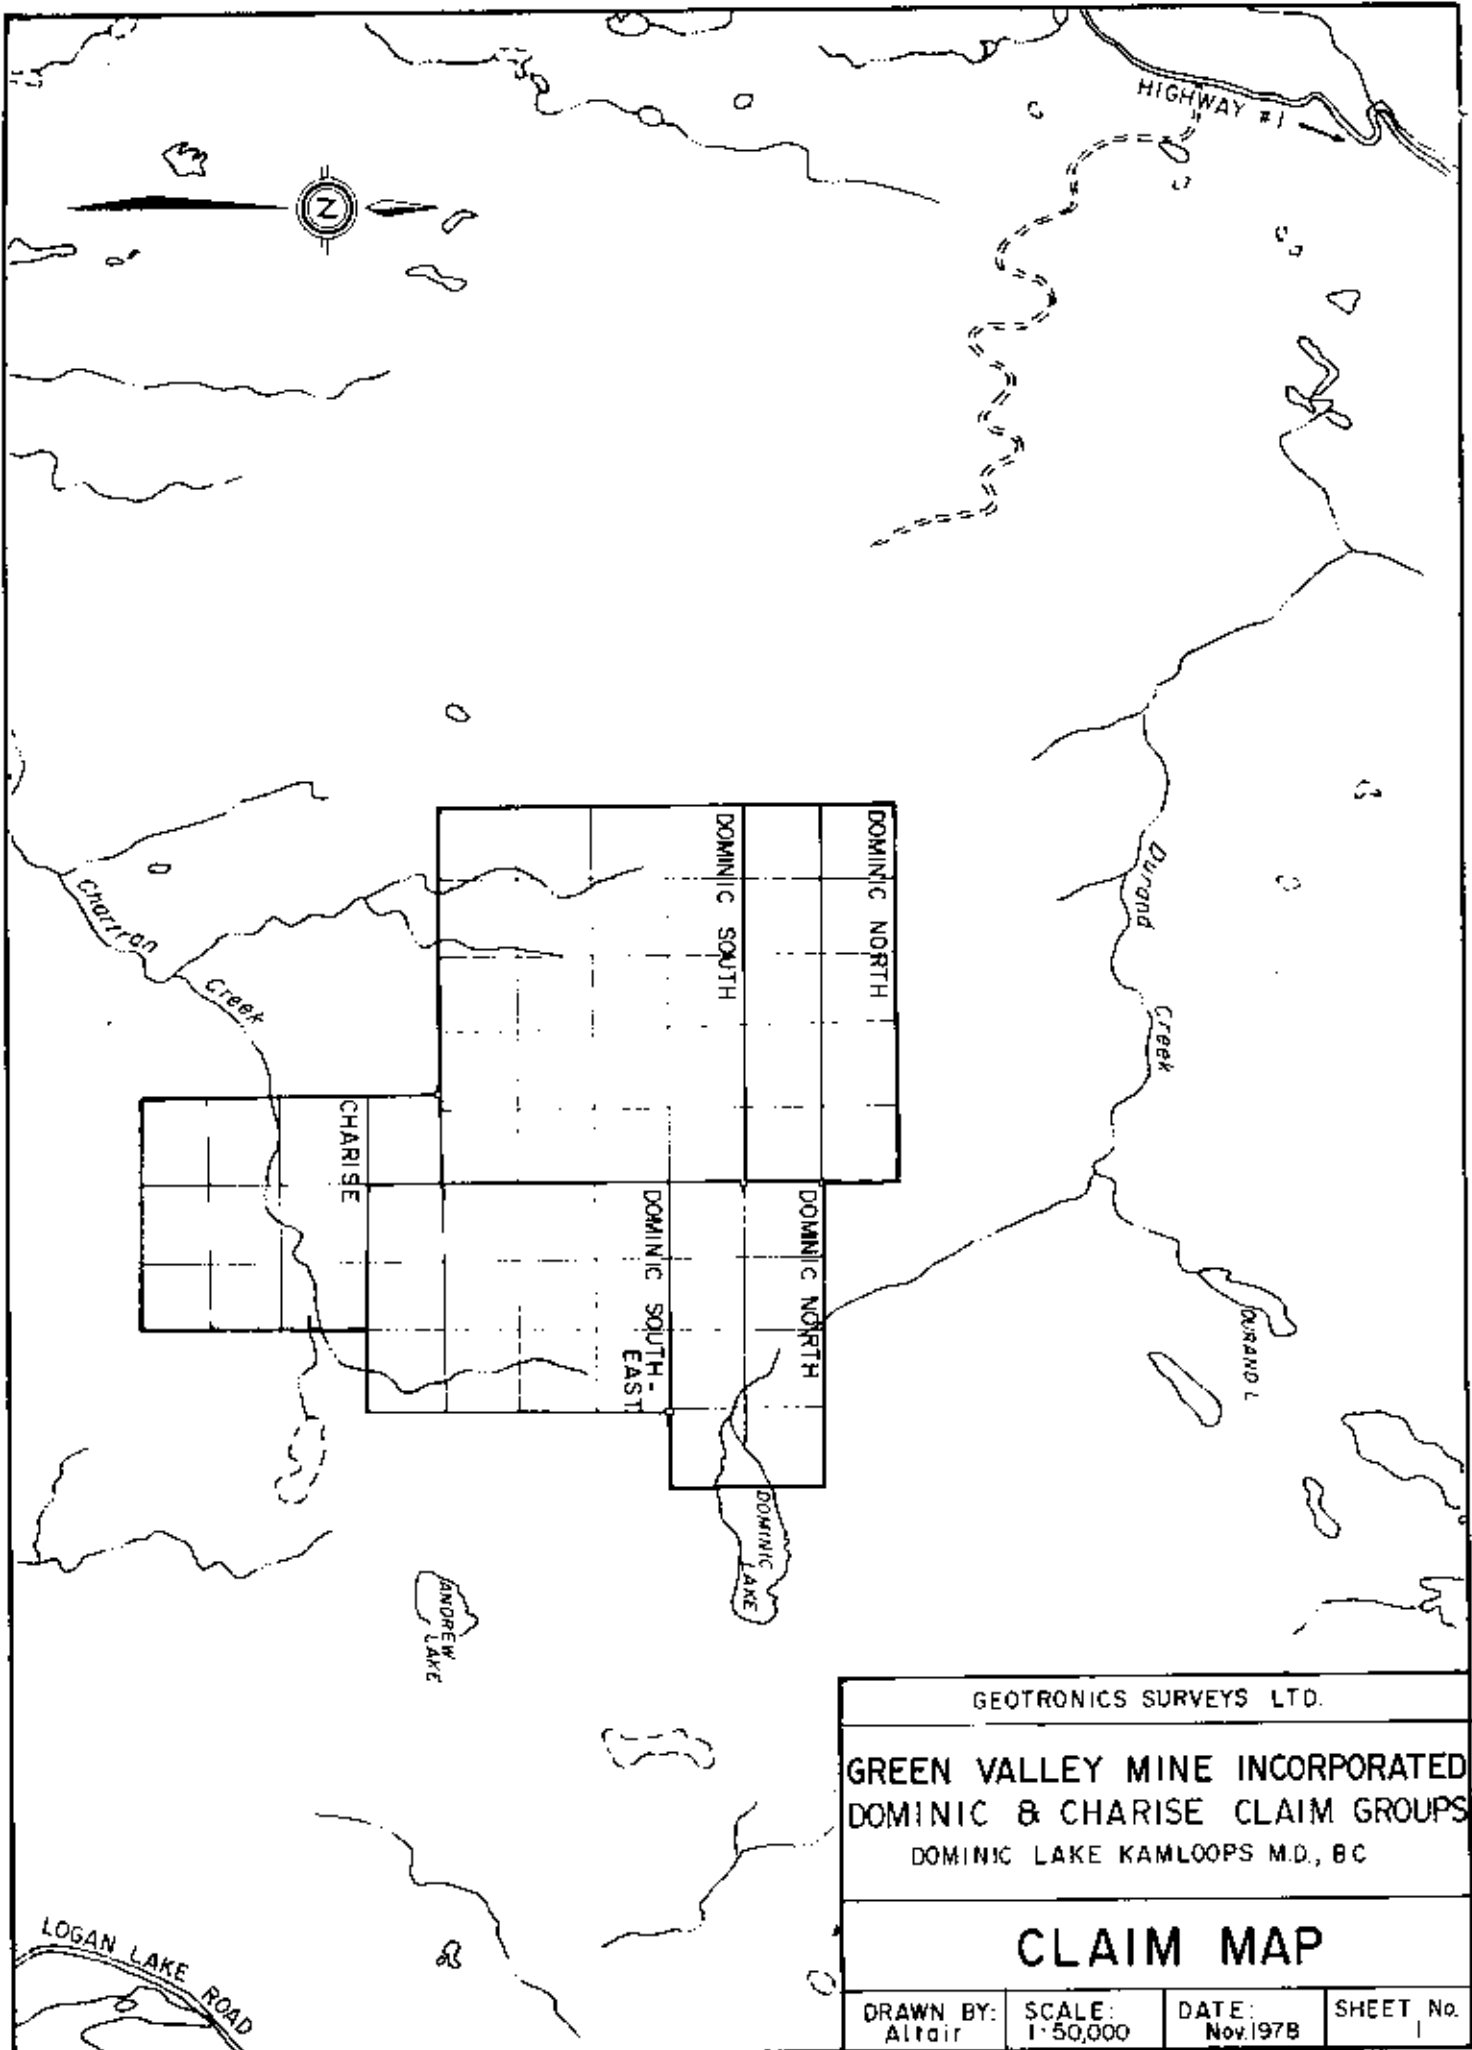 HIGHWAY #1
N
DOMINIC SOUTH
DOMINIC NORTH
Durand
Creek
Chartran
Creek
CHARISE
DOMINIC SOUTH-
EAST
DOMNIC NORTH
DURAND L
DOMINIC
LAKE
ANDREW
LAKE
LOGAN LAKE ROAD
GEOTRONICS SURVEYS LTD.
GREEN VALLEY MINE INCORPORATED
DOMINIC & CHARISE CLAIM GROUPS
DOMINIC LAKE KAMLOOPS M.D., BC
CLAIM MAP
DRAWN BY:
Altair
SCALE:
1:50,000
DATE:
Nov.1978
SHEET No.
1